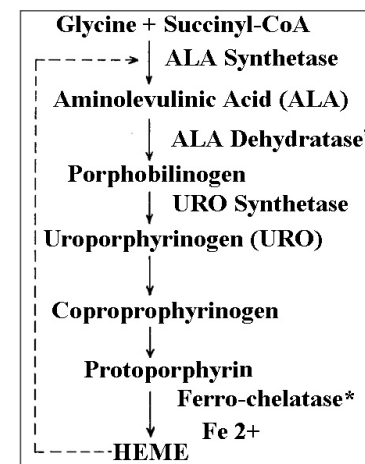 Glycine + Succinyl-CoA
ALA Synthetase
Aminolevulinic Acid (ALA)
ALA Dehydratase*
Porphobilinogen
URO Synthetase
Uroporphyrinogen (URO)
Coproprophyrinogen
Protoporphyrin
Ferro-chelatase*
Fe 2+
HEME